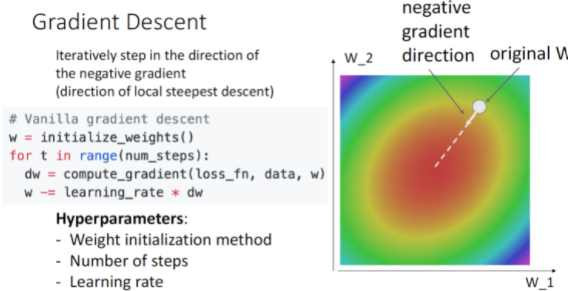 Gradient Descent
Iteratively step in the direction of
the negative gradient
(direction of local steepest descent)
# Vanilla gradient descent
w = initialize_weights()
for t in range(num_steps):
  dw = compute_gradient(loss_fn, data, w)
  w -= learning_rate * dw
Hyperparameters:
- Weight initialization method
- Number of steps
- Learning rate
negative
gradient
direction
original W
W_2
W_1